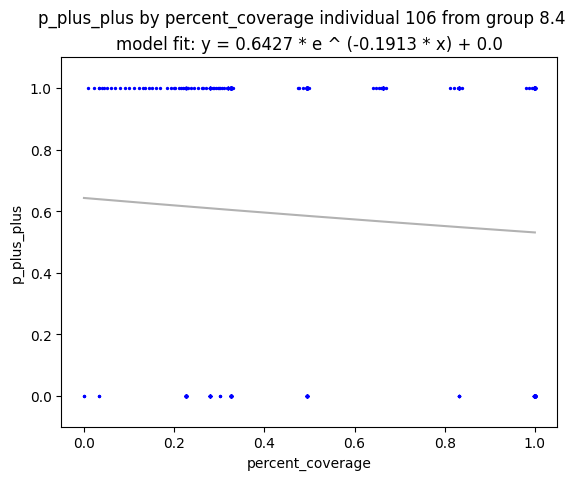 p_plus_plus by percent_coverage individual 106 from group 8.4
model fit: y = 0.6427 * e ^ (-0.1913 * x) + 0.0
1.0
0.8
0.6
0.4
0.2
0.0
p_plus_plus
0.0 0.2 0.4 0.6 0.8 1.0
percent_coverage